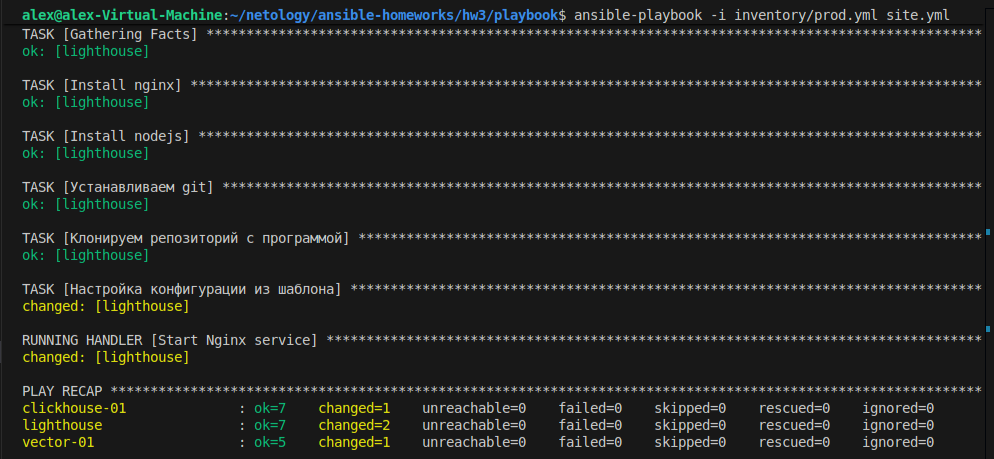 alex@alex-Virtual-Machine:~/netology/ansible-homeworks/hw3/playbook$ ansible-playbook -i inventory/prod.yml site.yml
TASK [Gathering Facts] *************************************************************************************************
ok: [lighthouse]
TASK [Install nginx] ***************************************************************************************************
ok: [lighthouse]
TASK [Install nodejs] **************************************************************************************************
ok: [lighthouse]
TASK [Устанавливаем git] ***********************************************************************************************
ok: [lighthouse]
TASK [Клонируем репозиторий с программой] ******************************************************************************
ok: [lighthouse]
TASK [Настройка конфигурации из шаблона] *******************************************************************************
changed: [lighthouse]
RUNNING HANDLER [Start Nginx service] **********************************************************************************
changed: [lighthouse]
PLAY RECAP *************************************************************************************************************
clickhouse-01              : ok=7    changed=1    unreachable=0    failed=0    skipped=0    rescued=0    ignored=0
lighthouse                 : ok=7    changed=2    unreachable=0    failed=0    skipped=0    rescued=0    ignored=0
vector-01                  : ok=5    changed=1    unreachable=0    failed=0    skipped=0    rescued=0    ignored=0